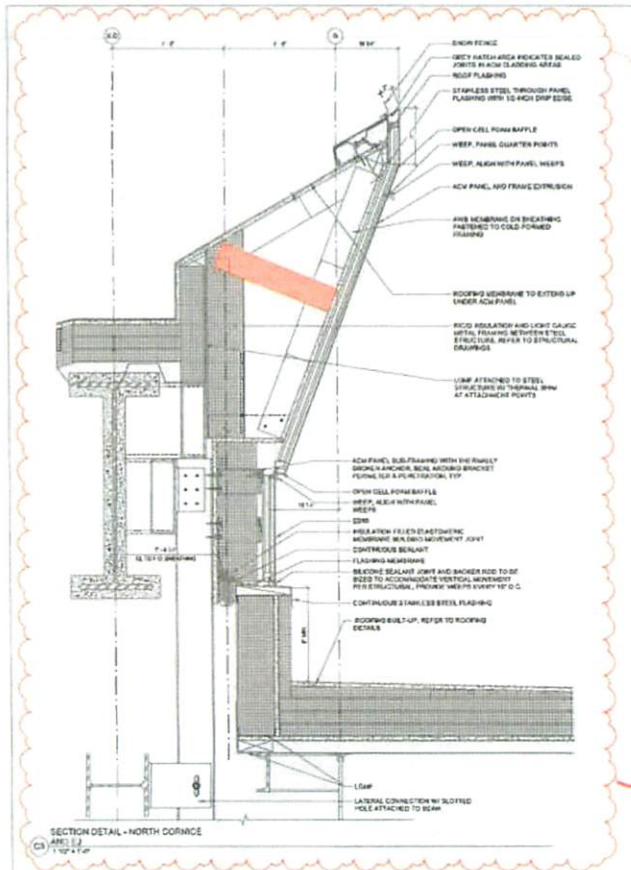 SNOW FENCE
GREY HATCH AREA INDICATES SEALED
JOINTS IN ACM CLADDING AREAS
ROOF FLASHING
STAINLESS STEEL THROUGH PANEL
FLASHING WITH 1/2-INCH DRIP EDGE
OPEN CELL FOAM BAFFLE
WEEP, PANEL QUARTER POINTS
WEEP, ALIGN WITH PANEL WEEPS
ACM PANEL AND FRAME EXTRUSION
AWB MEMBRANE ON SHEATHING
FASTENED TO COLD-FORMED
FRAMING
ROOFING MEMBRANE TO EXTEND UP
UNDER ACM PANEL
RIGID INSULATION AND LIGHT GAUGE
METAL FRAMING BETWEEN STEEL
STRUCTURE, REFER TO STRUCTURAL
DRAWINGS
LGMF ATTACHED TO STEEL
STRUCTURE W/ THERMAL SHIM
AT ATTACHMENT POINTS
ACM PANEL SUB-FRAMING WITH THERMALLY
BROKEN ANCHOR, SEAL AROUND BRACKET
PERIMETER & PENETRATION, TYP.
OPEN CELL FOAM BAFFLE
WEEP, ALIGN WITH PANEL
WEEPS
INSULATION FILLED ELASTOMERIC
MEMBRANE BUILDING MOVEMENT JOINT
CONTINUOUS SEALANT
FLASHING MEMBRANE
SILICONE SEALANT JOINT AND BACKER ROD TO BE
SIZED TO ACCOMMODATE VERTICAL MOVEMENT
PER STRUCTURAL, PROVIDE WEEPS EVERY
CONTINUOUS STAINLESS STEEL FLASHING
ROOFING BUILT-UP, REFER TO ROOFING
DETAILS
LGMF
LATERAL CONNECTION W/ SLOTTED
HOLE ATTACHED TO BEAM
SECTION DETAIL - NORTH CORNICE